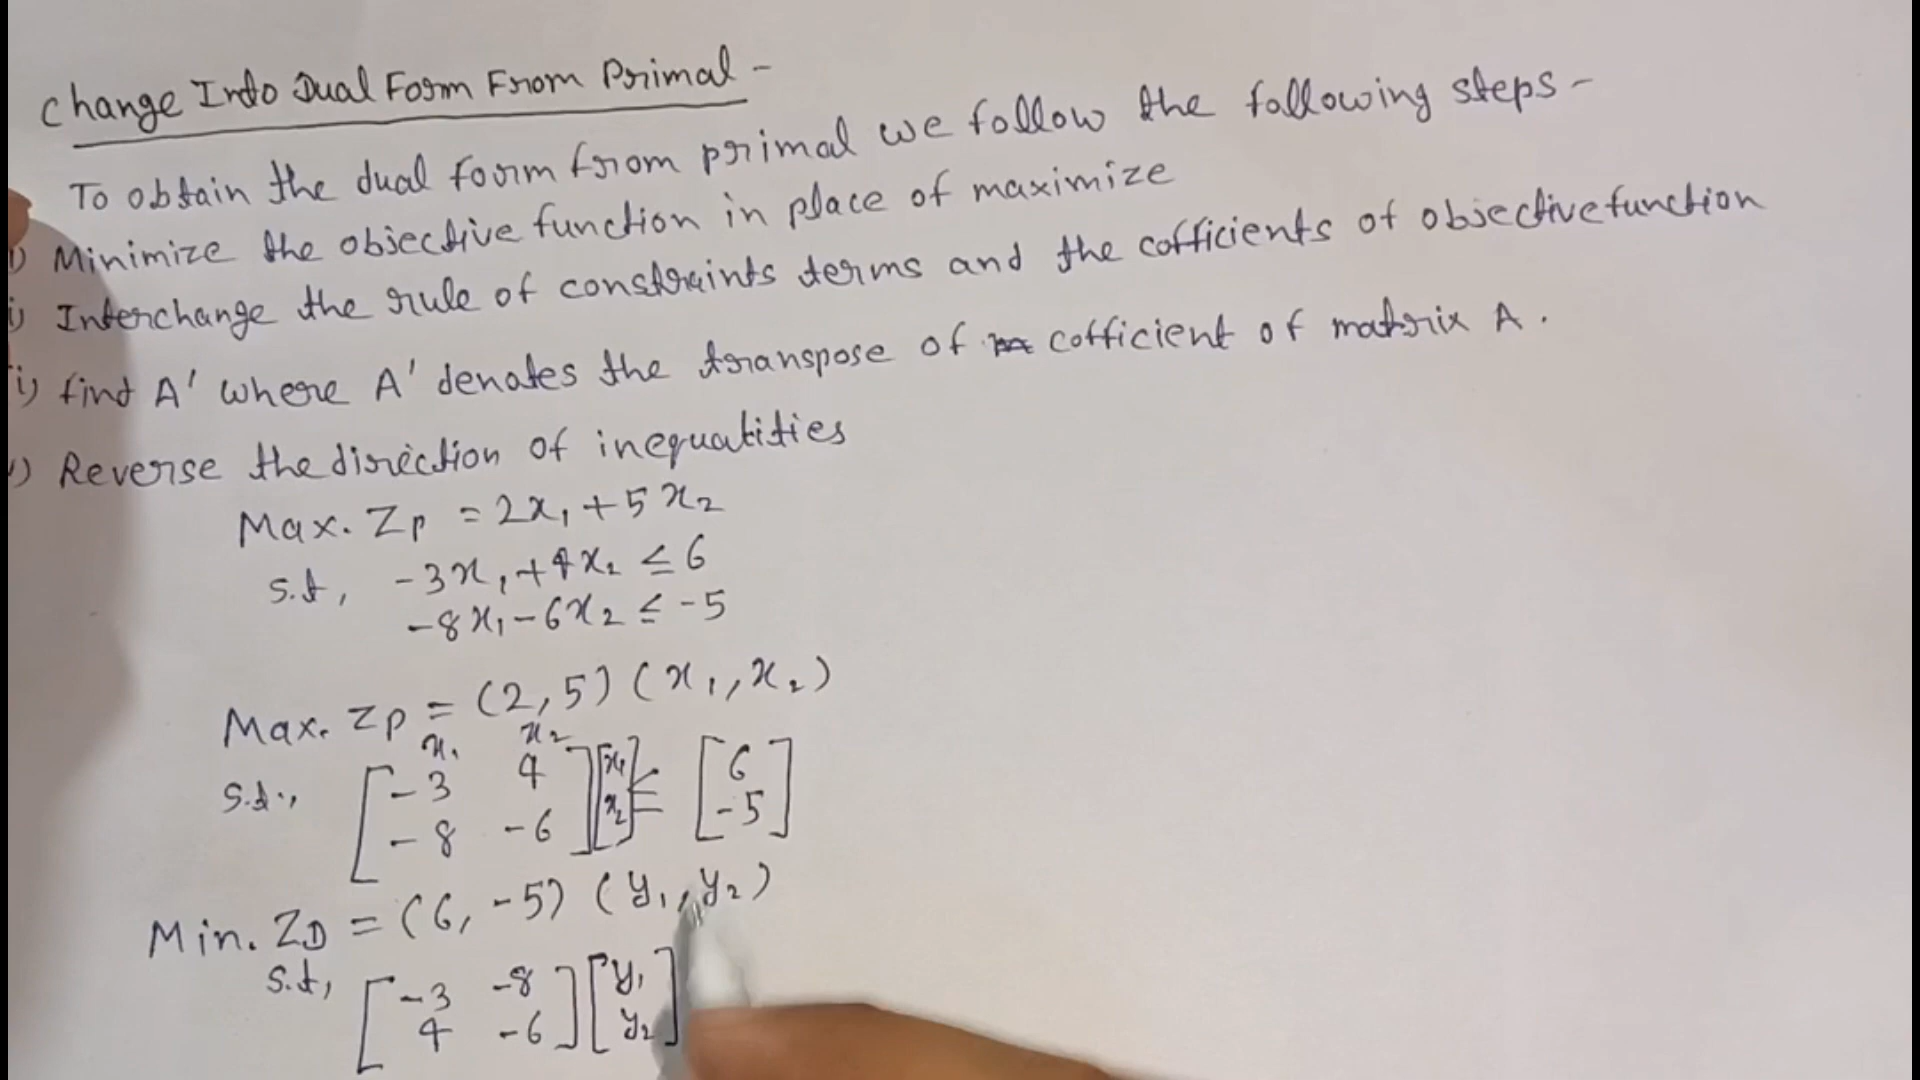 Change Into Dual Form From Primal -
To obtain the dual form from primal we follow the following steps -
i) Minimize the objective function in place of maximize
i) Interchange the rule of constraints terms and the cofficients of objective function
i) find A' where A' denates the transpose of cofficient of matrix A.
) Reverse the direction of inequatities
Max. Zp = 2x₁ + 5x₂
s.t, -3x₁ + 4x₂ ≤ 6
-8x₁ - 6x₂ ≤ -5
Max. Zp = (2, 5) (x₁, x₂)
x₁ x₂
s.t., [-3 4] [x₁] ≤ [6]
[-8 -6] [x₂] [-5]
Min. ZD = (6, -5) (y₁, y₂)
s.t, [-3 -8] [y₁]
[4 -6] [y₂]